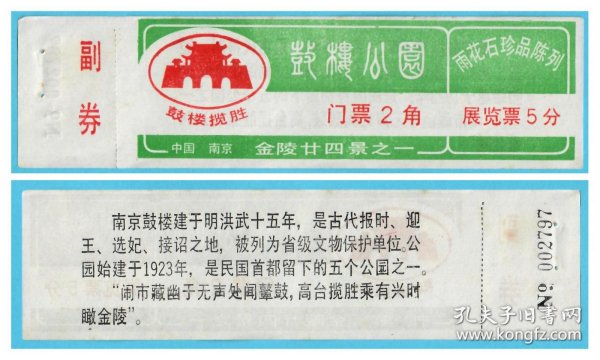 副券
鼓楼揽胜
鼓楼公园
雨花石珍品陈列
门票2角
展览票5分
中国 南京 金陵廿四景之一
南京鼓楼建于明洪武十五年，是古代报时、迎
王、选妃、接诏之地，被列为省级文物保护单位。公
园始建于1923年，是民国首都留下的五个公园之一。
“闹市藏幽于无声处闻鼙鼓，高台揽胜乘有兴时
瞰金陵”。
№ 002797
孔夫子旧书网
kongfz.com